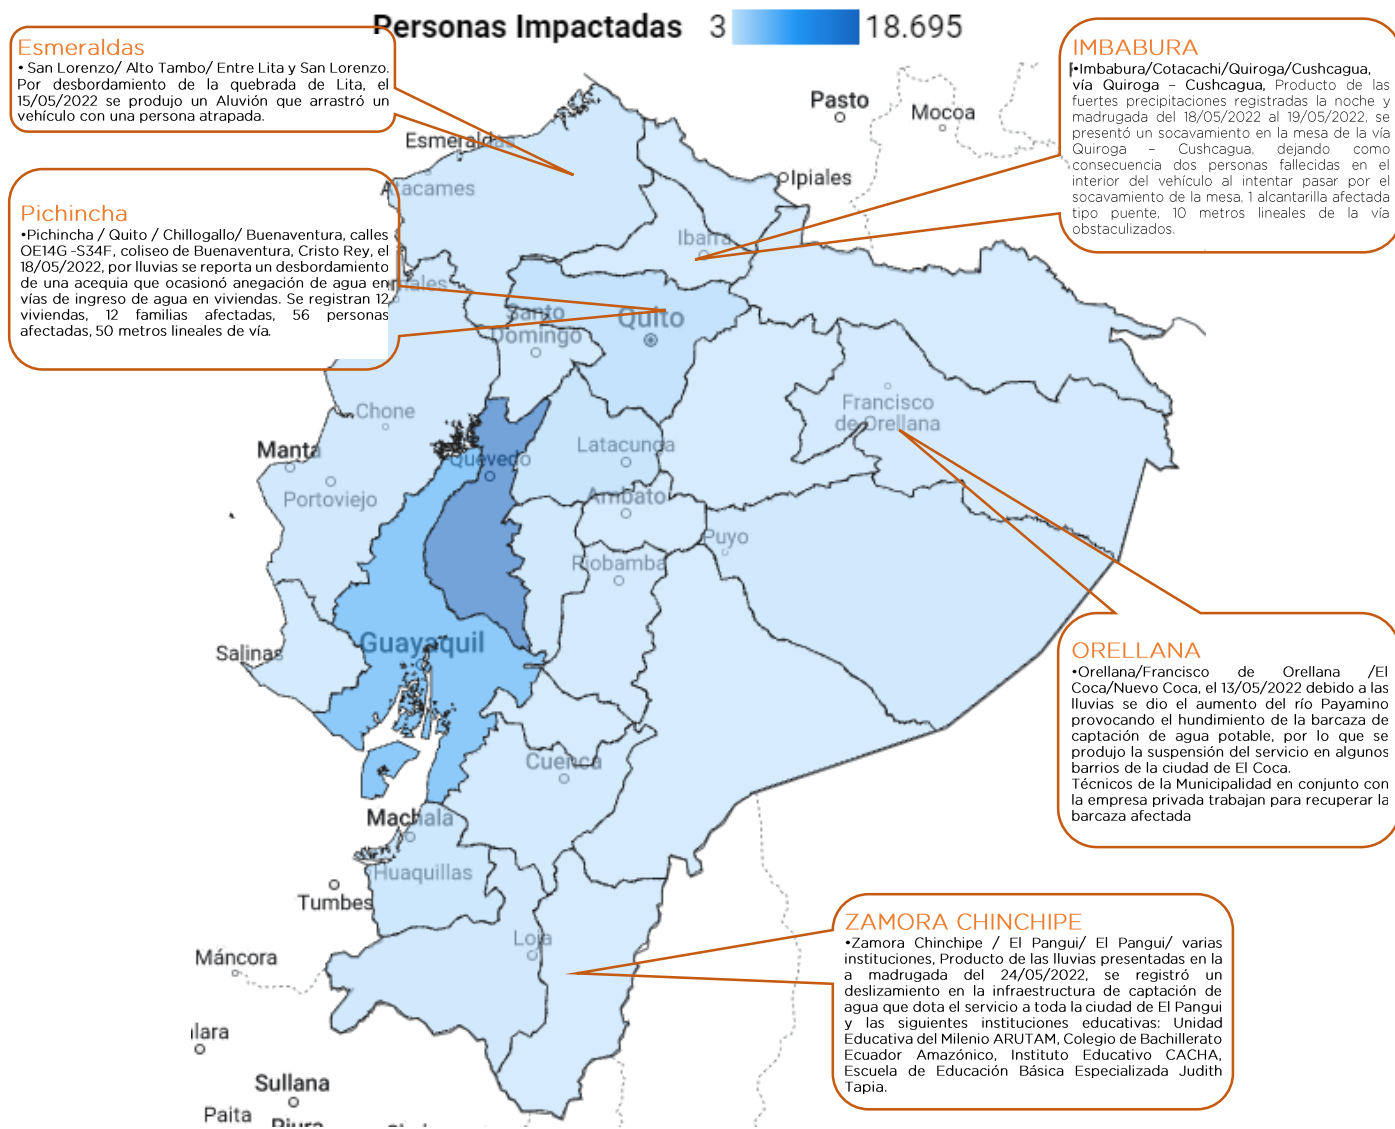 Personas Impactadas 3 18.695
Esmeraldas
• San Lorenzo/ Alto Tambo/ Entre Lita y San Lorenzo.
Por desbordamiento de la quebrada de Lita, el
15/05/2022 se produjo un Aluvión que arrastró un
vehículo con una persona atrapada.
IMBABURA
•Imbabura/Cotacachi/Quiroga/Cushcagua,
vía Quiroga – Cushcagua, Producto de las
fuertes precipitaciones registradas la noche y
madrugada del 18/05/2022 al 19/05/2022, se
presentó un socavamiento en la mesa de la vía
Quiroga – Cushcagua, dejando como
consecuencia dos personas fallecidas en el
interior del vehículo al intentar pasar por el
socavamiento de la mesa, 1 alcantarilla afectada
tipo puente, 10 metros lineales de la vía
obstaculizados.
Pichincha
•Pichincha / Quito / Chillogallo/ Buenaventura, calles
OE14G -S34F, coliseo de Buenaventura, Cristo Rey, el
18/05/2022, por lluvias se reporta un desbordamiento
de una acequia que ocasionó anegación de agua en
vías de ingreso de agua en viviendas. Se registran 12
viviendas, 12 familias afectadas, 56 personas
afectadas, 50 metros lineales de vía.
Pasto
Mocoa
Esmeraldas
Atacames
Ipiales
Ibarra
Santo
Domingo
Quito
Chone
Francisco
de Orellana
Manta
Quevedo
Latacunga
Portoviejo
Ambato
Puyo
Riobamba
Guayaquil
Salinas
Cuenca
Machala
Huaquillas
Tumbes
Loja
Máncora
Sullana
Paita
ORELLANA
•Orellana/Francisco de Orellana /El
Coca/Nuevo Coca, el 13/05/2022 debido a las
lluvias se dio el aumento del río Payamino
provocando el hundimiento de la barcaza de
captación de agua potable, por lo que se
produjo la suspensión del servicio en algunos
barrios de la ciudad de El Coca.
Técnicos de la Municipalidad en conjunto con
la empresa privada trabajan para recuperar la
barcaza afectada
ZAMORA CHINCHIPE
•Zamora Chinchipe / El Pangui/ El Pangui/ varias
instituciones, Producto de las lluvias presentadas en la
a madrugada del 24/05/2022, se registró un
deslizamiento en la infraestructura de captación de
agua que dota el servicio a toda la ciudad de El Pangui
y las siguientes instituciones educativas: Unidad
Educativa del Milenio ARUTAM, Colegio de Bachillerato
Ecuador Amazónico, Instituto Educativo CACHA,
Escuela de Educación Básica Especializada Judith
Tapia.